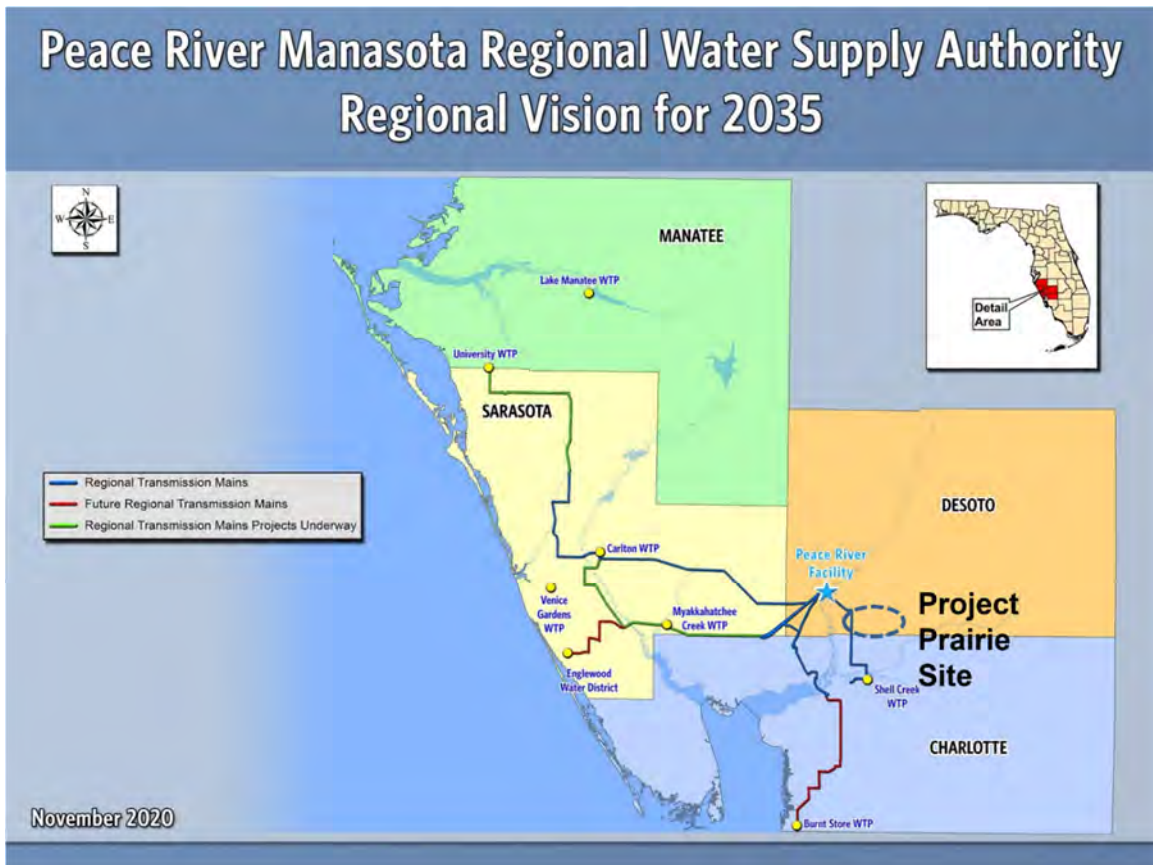 Peace River Manasota Regional Water Supply Authority
Regional Vision for 2035
N
W
E
S
MANATEE
Lake Manatee WTP
Detail
Area
University WTP
SARASOTA
Regional Transmission Mains
Future Regional Transmission Mains
Regional Transmission Mains Projects Underway
DESOTO
Carlton WTP
Peace River
Facility
Venice
Gardens
WTP
Myakkahatchee
Creek WTP
Project
Prairie
Site
Englewood
Water District
Shell Creek
WTP
CHARLOTTE
November 2020
Burnt Store WTP